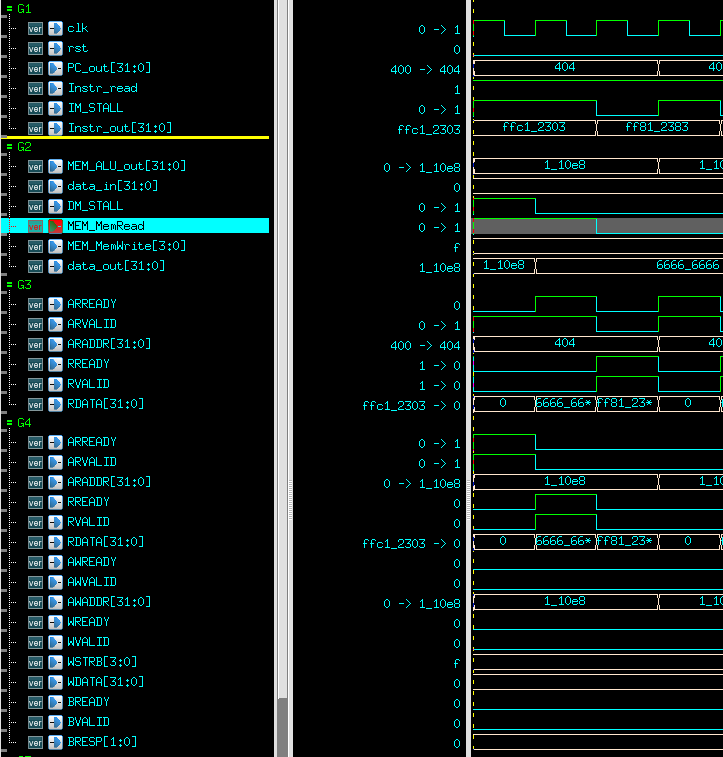 = G1
ver clk 0 -> 1
ver rst 0
ver PC_out[31:0] 400 -> 404 404 40
ver Instr_read 1
ver IM_STALL 0 -> 1
ver Instr_out[31:0] ffc1_2303 ffc1_2303 ff81_2383
= G2
ver MEM_ALU_out[31:0] 0 -> 1_10e8 1_10e8 1_10
ver data_in[31:0] 0
ver DM_STALL 0 -> 1
ver MEM_MemRead 0 -> 1
ver MEM_MemWrite[3:0] f
ver data_out[31:0] 1_10e8 1_10e8 6666_6666
= G3
ver ARREADY 0
ver ARVALID 0 -> 1
ver ARADDR[31:0] 400 -> 404 404 40
ver RREADY 1 -> 0
ver RVALID 1 -> 0
ver RDATA[31:0] ffc1_2303 -> 0 0 6666_66* ff81_23* 0
= G4
ver ARREADY 0 -> 1
ver ARVALID 0 -> 1
ver ARADDR[31:0] 0 -> 1_10e8 1_10e8 1_10
ver RREADY 0
ver RVALID 0
ver RDATA[31:0] ffc1_2303 -> 0 0 6666_66* ff81_23* 0
ver AWREADY 0
ver AWVALID 0
ver AWADDR[31:0] 0 -> 1_10e8 1_10e8 1_10
ver WREADY 0
ver WVALID 0
ver WSTRB[3:0] f
ver WDATA[31:0] 0
ver BREADY 0
ver BVALID 0
ver BRESP[1:0] 0